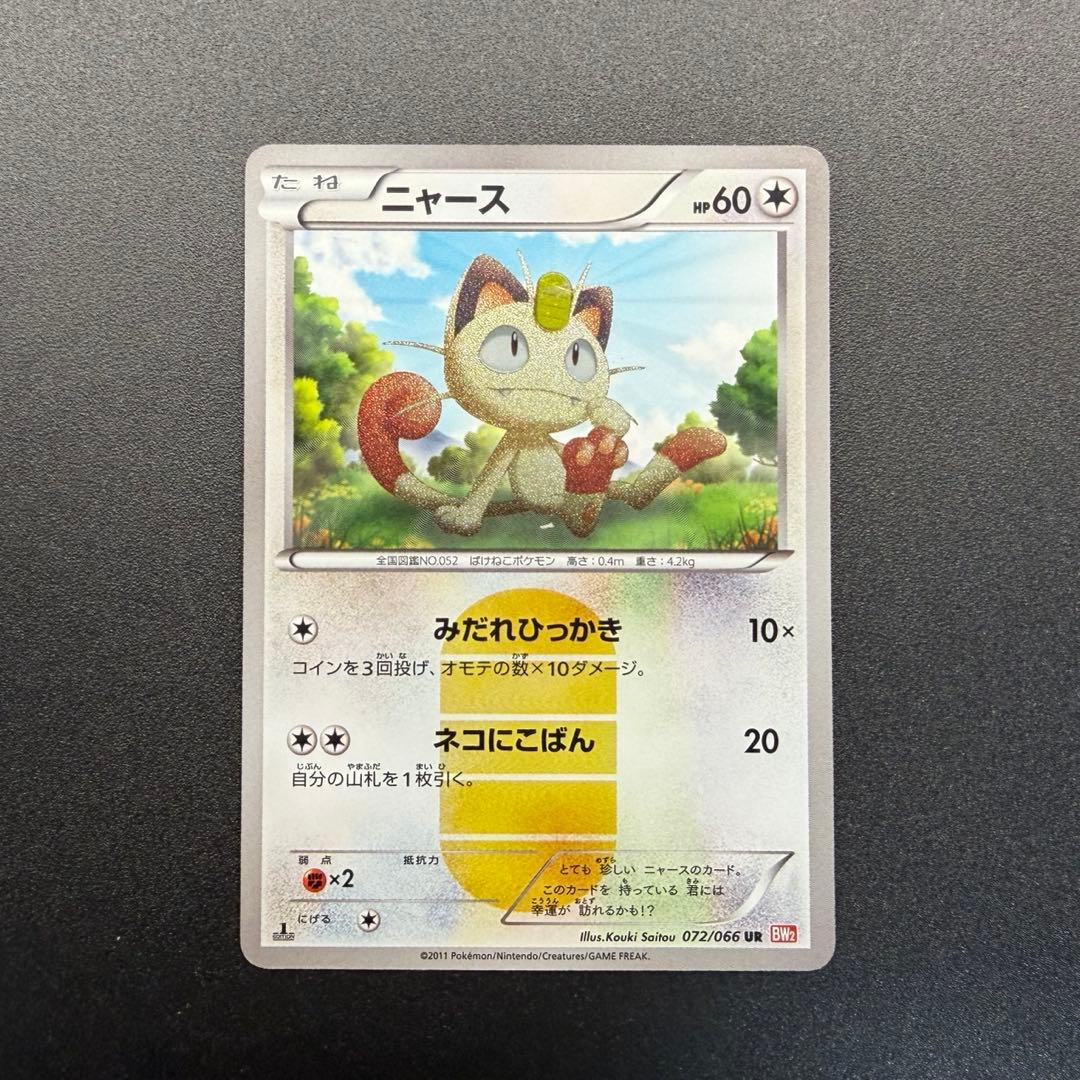 たね ニャース HP60
全国図鑑NO.052 ばけねこポケモン 高さ:0.4m 重さ:4.2kg
みだれひっかき 10×
コインを3回投げ、オモテの数×10ダメージ。
ネコにこばん 20
自分の山札を1枚引く。
弱点 抵抗力
×2
とても 珍しい ニャースのカード。
このカードを 持っている 君には
幸運が 訪れるかも!?
にげる
1 EDITION
Illus.Kouki Saitou 072/066 UR BW2
©2011 Pokémon/Nintendo/Creatures/GAME FREAK.